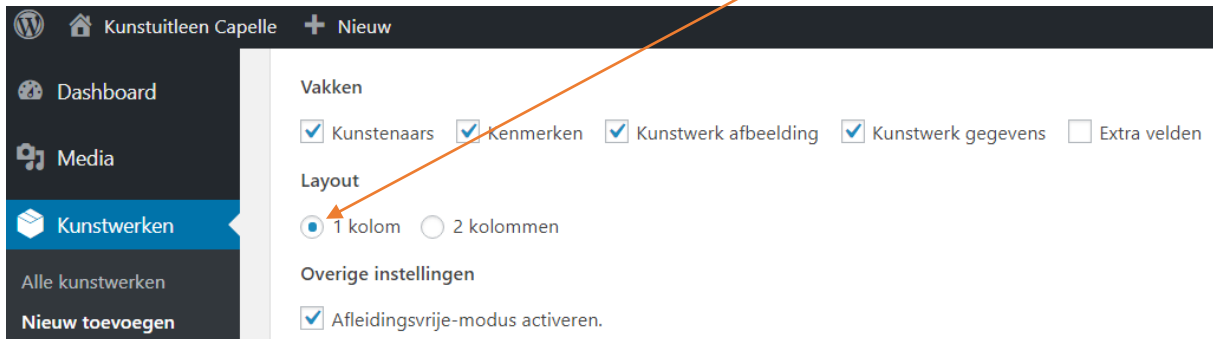 Kunstuitleen Capelle + Nieuw
Dashboard
Media
Kunstwerken
Alle kunstwerken
Nieuw toevoegen
Vakken
Kunstenaars Kenmerken Kunstwerk afbeelding Kunstwerk gegevens Extra velden
Layout
1 kolom 2 kolommen
Overige instellingen
Afleidingsvrije-modus activeren.